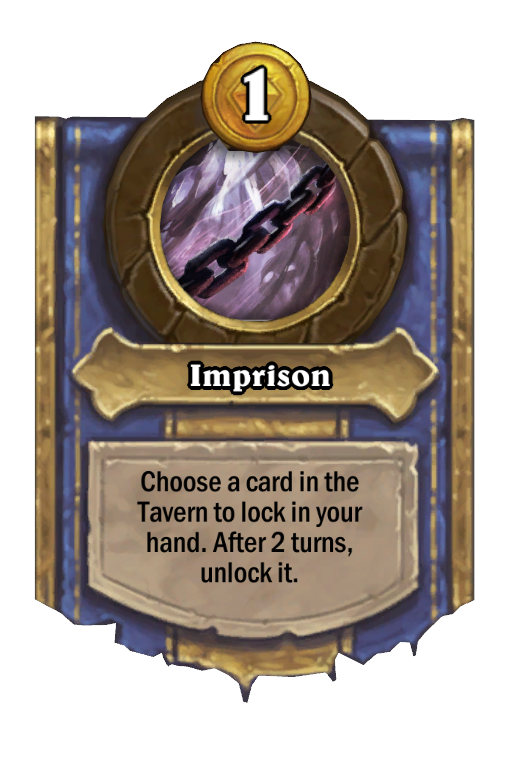 1
Imprison
Choose a card in the
Tavern to lock in your
hand. After 2 turns,
unlock it.